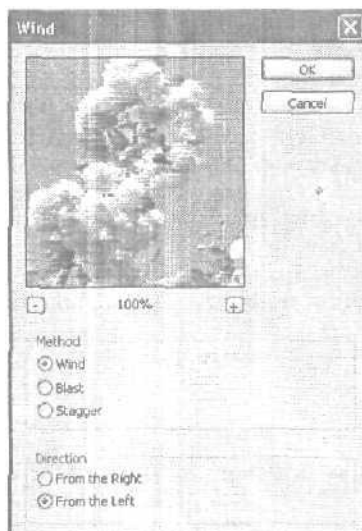 Wind
OK
Cancel
100%
Method
Wind
Blast
Stagger
Direction
From the Right
From the Left